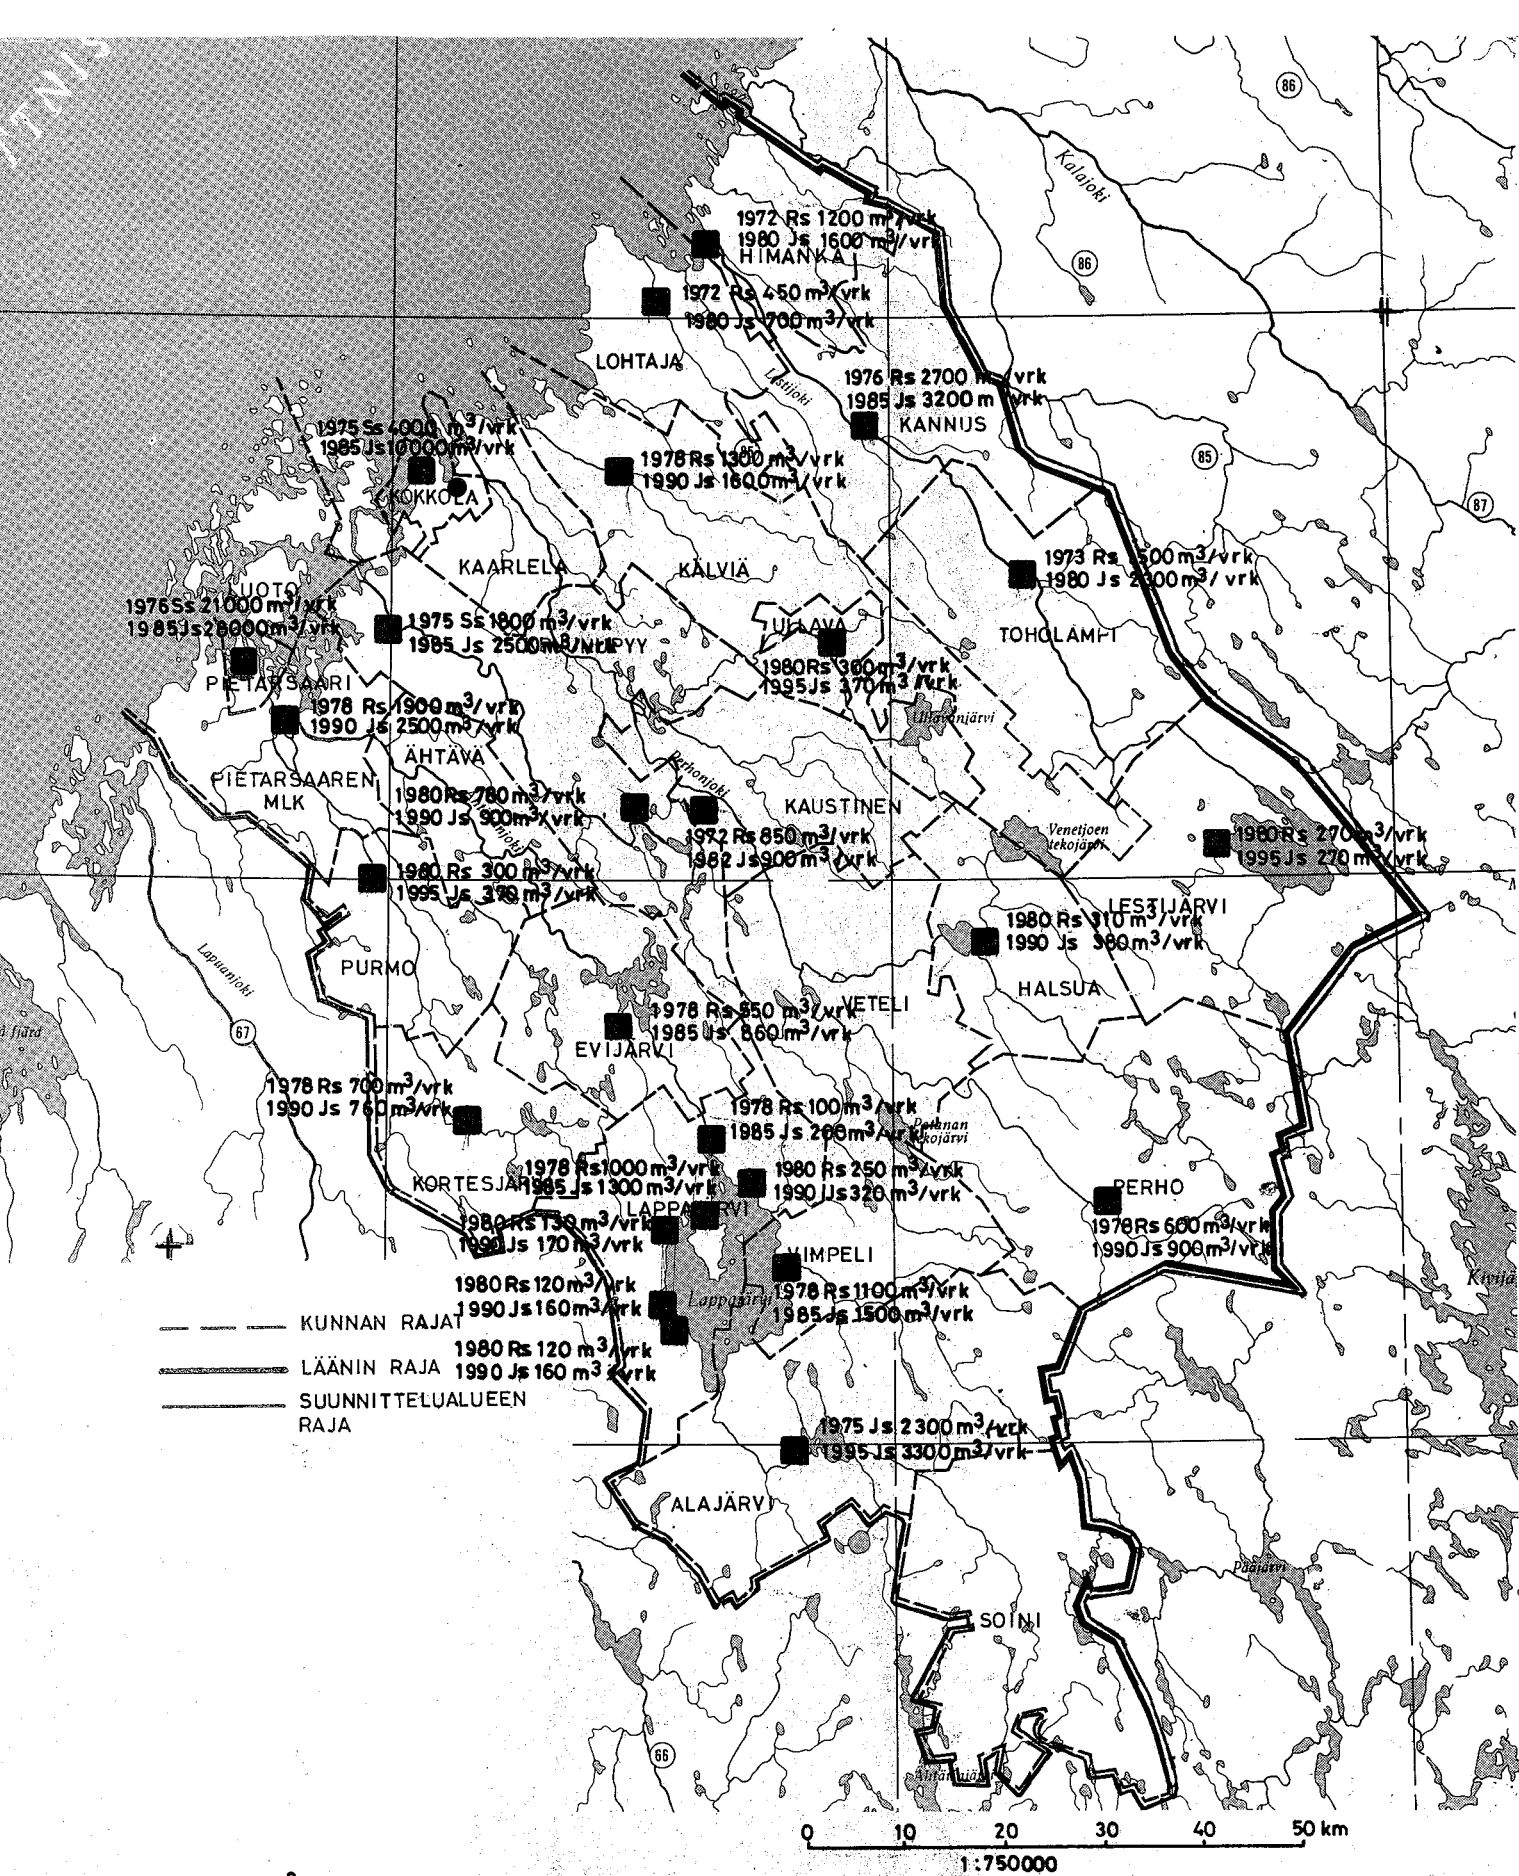 86
Kalajoki
1972 Rs 1200 m³/vrk
1980 Js 1600 m³/vrk
HIMANKA
86
1972 Rs 450 m³/vrk
1980 Js 700 m³/vrk
LOHTAJA
Lestijoki
1976 Rs 2700 m³/vrk
1985 Js 3200 m³/vrk
KANNUS
1975 Ss 4000 m³/vrk
1985 Js 10000 m³/vrk
KOKKOLA
1978 Rs 1300 m³/vrk
1990 Js 1600 m³/vrk
85
87
KAARLELA
KÄLVIÄ
1973 Rs 1500 m³/vrk
1980 Js 2300 m³/vrk
TOHOLAMPI
LUOTO
1976 Ss 21000 m³/vrk
1985 Js 28000 m³/vrk
1975 Ss 1800 m³/vrk
1985 Js 2500 m³/vrk
ULLAVA
1980 Rs 300 m³/vrk
1995 Js 370 m³/vrk
Ullavanjärvi
PIETARSAARI
1978 Rs 1900 m³/vrk
1990 Js 2500 m³/vrk
ÄHTÄVÄ
PIETARSAAREN
MLK
Perhonjoki
1980 Rs 780 m³/vrk
1990 Js 900 m³/vrk
KAUSTINEN
1972 Rs 850 m³/vrk
1982 Js 900 m³/vrk
Venetjoen
tekojärvi
1980 Rs 270 m³/vrk
1995 Js 270 m³/vrk
1980 Rs 300 m³/vrk
1995 Js 370 m³/vrk
LESTIJÄRVI
1980 Rs 310 m³/vrk
1990 Js 380 m³/vrk
PURMO
Lapuanjoki
HALSUA
VETELI
1978 Rs 550 m³/vrk
1985 Js 860 m³/vrk
EVIJÄRVI
67
1978 Rs 700 m³/vrk
1990 Js 760 m³/vrk
1978 Rs 100 m³/vrk
1985 Js 200 m³/vrk
1978 Rs 1000 m³/vrk
1985 Js 1300 m³/vrk
KORTESJÄRVI
1980 Rs 250 m³/vrk
1990 Js 320 m³/vrk
PERHO
1978 Rs 600 m³/vrk
1990 Js 900 m³/vrk
LAPPAJÄRVI
1980 Rs 130 m³/vrk
1990 Js 170 m³/vrk
VIMPELI
1978 Rs 1100 m³/vrk
1985 Js 1500 m³/vrk
Lappajärvi
1980 Rs 120 m³/vrk
1990 Js 160 m³/vrk
1980 Rs 120 m³/vrk
1990 Js 160 m³/vrk
KUNNAN RAJAT
LÄÄNIN RAJA
SUUNNITTELUALUEEN
RAJA
1975 Js 2300 m³/vrk
1995 Js 3300 m³/vrk
ALAJÄRVI
Pääjärvi
SOINI
66
0 10 20 30 40 50 km
1:750000